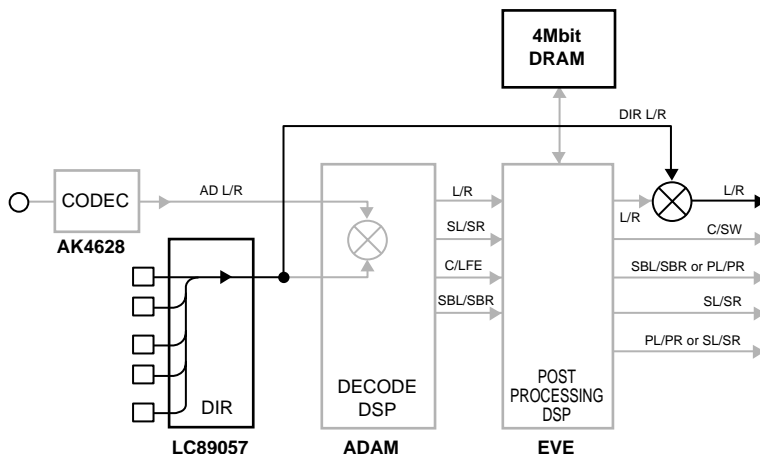 4Mbit
DRAM
DIR L/R
CODEC
AD L/R
L/R
L/R
L/R
AK4628
SL/SR
C/SW
C/LFE
SBL/SBR or PL/PR
SBL/SBR
SL/SR
PL/PR or SL/SR
DIR
DECODE
DSP
POST
PROCESSING
DSP
LC89057
ADAM
EVE